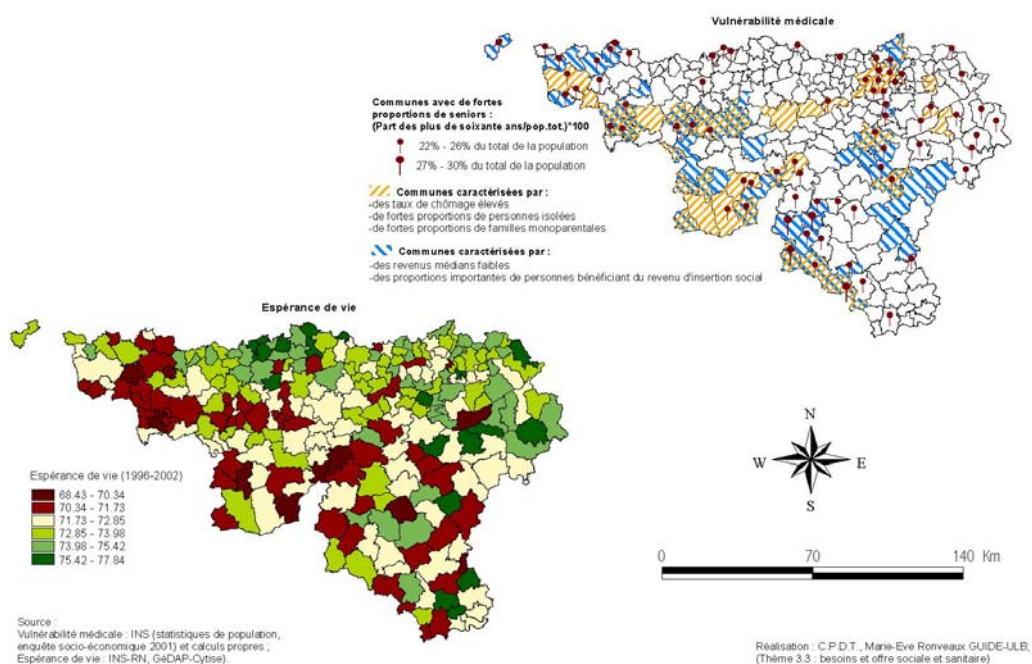 Vulnérabilité médicale
Communes avec de fortes
proportions de seniors :
(Part des plus de soixante ans/pop.tot.)*100
22% - 26% du total de la population
27% - 30% du total de la population
Communes caractérisées par :
-des taux de chômage élevés
-de fortes proportions de personnes isolées
-de fortes proportions de familles monoparentales
Communes caractérisées par :
-des revenus médians faibles
-des proportions importantes de personnes bénéficiant du revenu d'insertion social
Espérance de vie
Espérance de vie (1996-2002)
68.43 - 70.34
70.34 - 71.73
71.73 - 72.85
72.85 - 73.98
73.98 - 75.42
75.42 - 77.84
N
W E
S
0 70 140 Km
Source :
Vulnérabilité médicale : INS (statistiques de population,
enquête socio-économique 2001) et calculs propres ;
Espérance de vie : INS-RN, GéDAP-Cytise).
Réalisation : C.P.D.T., Marie-Eve Ronveaux GUIDE-ULB;
(Thème 3.3 : besoins et offre sociale et sanitaire)